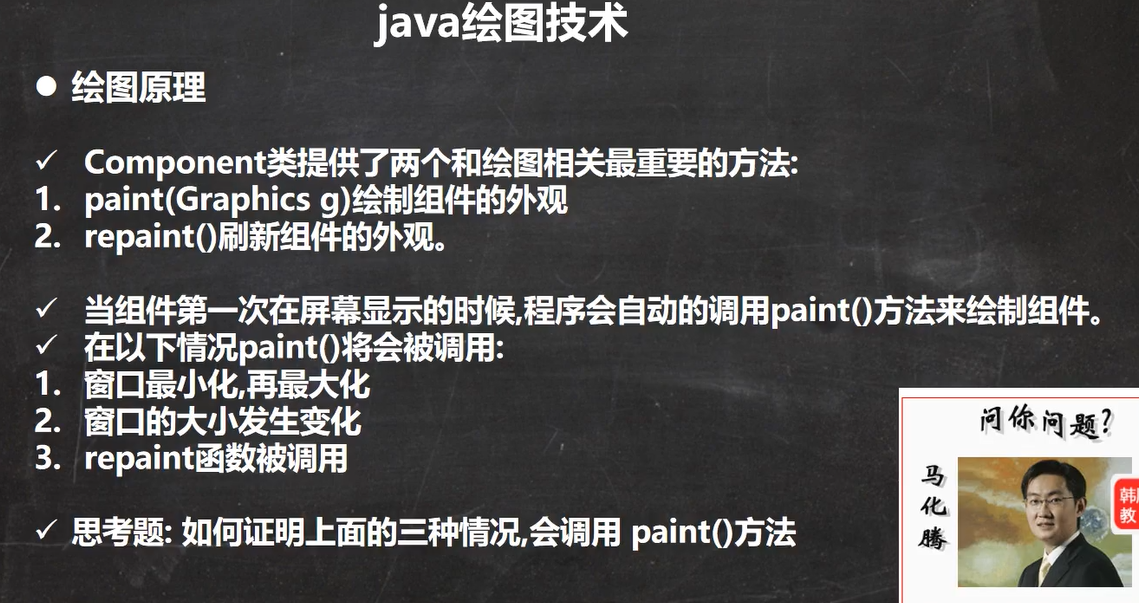 java绘图技术
● 绘图原理
✓ Component类提供了两个和绘图相关最重要的方法:
1. paint(Graphics g)绘制组件的外观
2. repaint()刷新组件的外观。
✓ 当组件第一次在屏幕显示的时候,程序会自动的调用paint()方法来绘制组件。
✓ 在以下情况paint()将会被调用:
1. 窗口最小化,再最大化
2. 窗口的大小发生变化
3. repaint函数被调用
✓ 思考题: 如何证明上面的三种情况,会调用 paint()方法
问你问题?
马化腾
韩
教